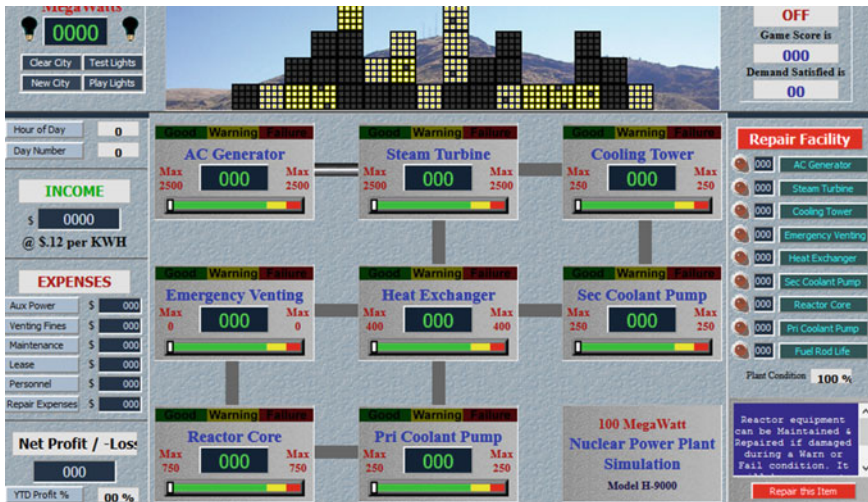 MegaWatts
0000
Clear City Test Lights
New City Play Lights
OFF
Game Score is
000
Demand Satisfied is
00
Hour of Day 0
Day Number 0
INCOME
$ 0000
@ $.12 per KWH
EXPENSES
Aux Power $ 000
Venting Fines $ 000
Maintenance $ 000
Lease $ 000
Personnel $ 000
Repair Expenses $ 000
Net Profit / -Loss
000
YTD Profit % 00 %
Good Warning Failure
AC Generator
Max 000 Max
2500 2500
Good Warning Failure
Steam Turbine
Max 000 Max
2500 2500
Good Warning Failure
Cooling Tower
Max 000 Max
250 250
Good Warning Failure
Emergency Venting
Max 000 Max
0 0
Good Warning Failure
Heat Exchanger
Max 000 Max
400 400
Good Warning Failure
Sec Coolant Pump
Max 000 Max
250 250
Good Warning Failure
Reactor Core
Max 000 Max
750 750
Good Warning Failure
Pri Coolant Pump
Max 000 Max
250 250
100 MegaWatt
Nuclear Power Plant
Simulation
Model H-9000
Repair Facility
000 AC Generator
000 Steam Turbine
000 Cooling Tower
000 Emergency Venting
000 Heat Exchanger
000 Sec Coolant Pump
000 Reactor Core
000 Pri Coolant Pump
000 Fuel Rod Life
Plant Condition 100 %
Reactor equipment
can be Maintained &
Repaired if damaged
during a Warn or
Fail condition. It
Repair this Item